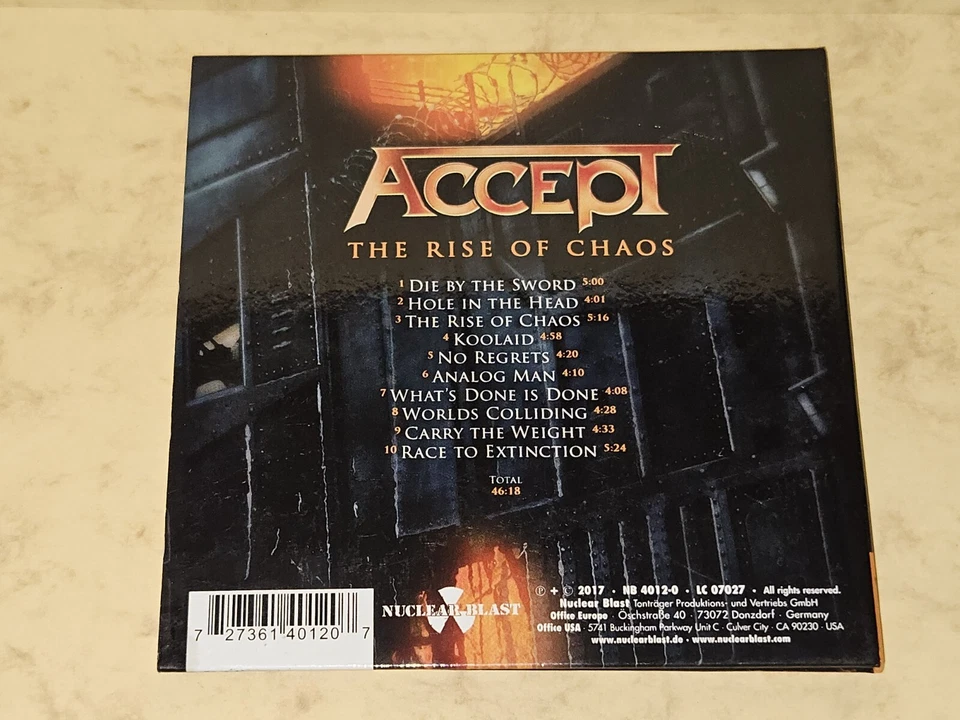 ACCEPT
THE RISE OF CHAOS
1 DIE BY THE SWORD 5:00
2 HOLE IN THE HEAD 4:01
3 THE RISE OF CHAOS 5:16
4 KOOLAID 4:58
5 NO REGRETS 4:20
6 ANALOG MAN 4:10
7 WHAT'S DONE IS DONE 4:08
8 WORLDS COLLIDING 4:28
9 CARRY THE WEIGHT 4:33
10 RACE TO EXTINCTION 5:24
TOTAL
46:18
7 27361 40120 7
NUCLEAR BLAST
℗ + © 2017 · NB 4012-0 · LC 07027 · All rights reserved.
Nuclear Blast Tonträger Produktions- und Vertriebs GmbH
Office Europe · Oschstraße 40 · 73072 Donzdorf · Germany
Office USA · 5741 Buckingham Parkway Unit C · Culver City · CA 90230 · USA
www.nuclearblast.de · www.nuclearblast.com